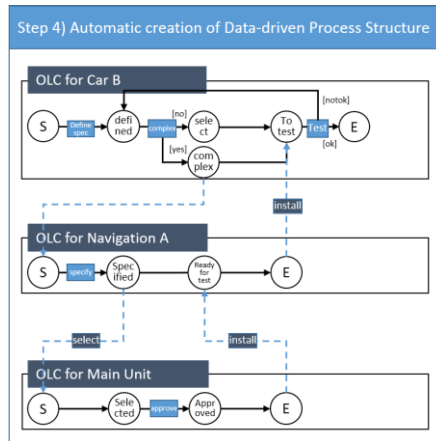 Step 4) Automatic creation of Data-driven Process Structure
OLC for Car B
[no]
[notok]
S
Define
spec
defi
ned
complex
sele
ct
To
test
Test
E
[yes]
[ok]
com
plex
install
OLC for Navigation A
S
specify
Spec
ified
Ready
for
test
E
select
install
OLC for Main Unit
S
Sele
cted
approve
Appr
oved
E